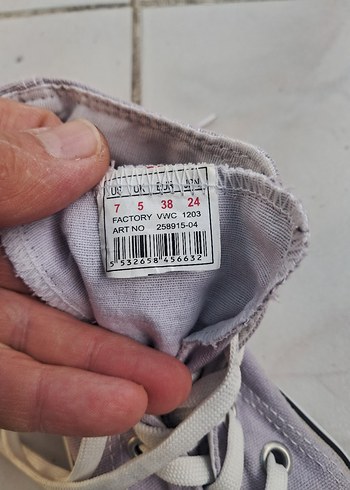 US UK EUR CM
7 5 38 24
FACTORY VWC 1203
ART NO 258915-04
5 532658 456632